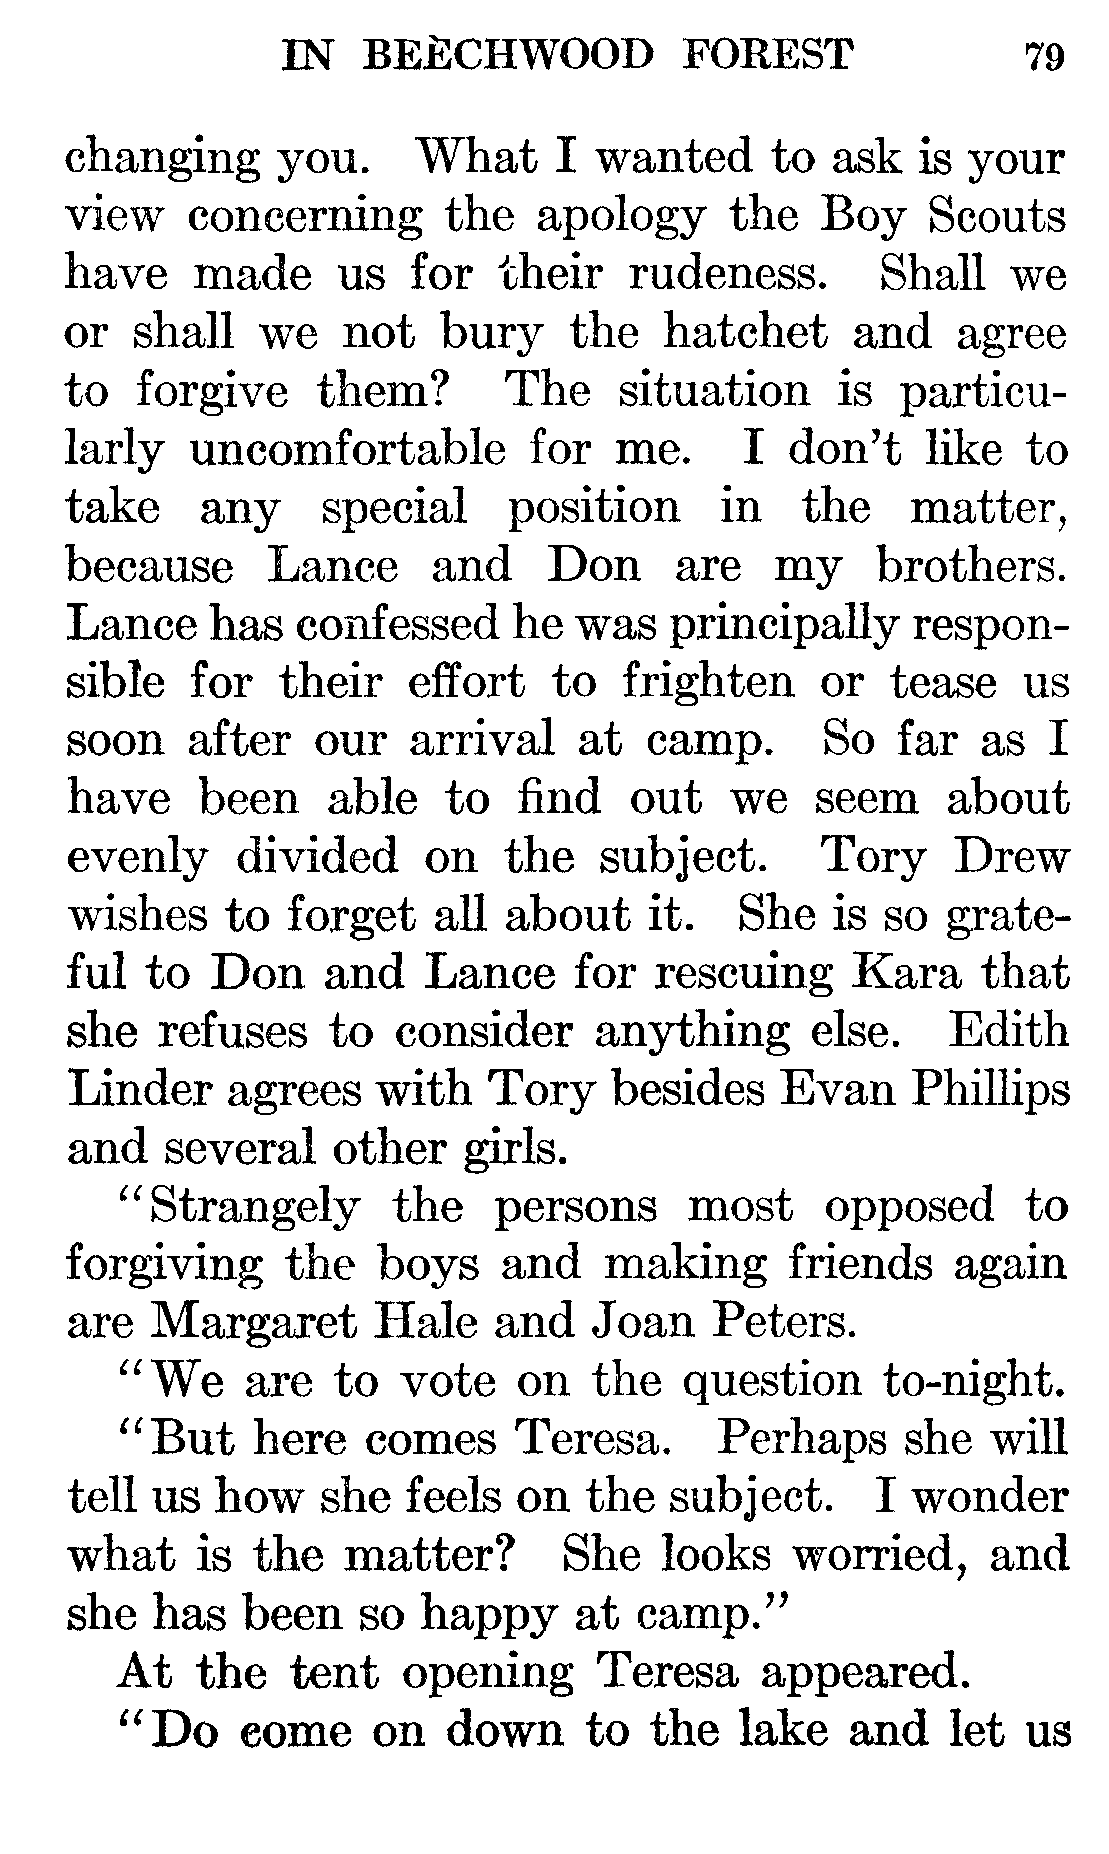 IN BEECHWOOD FOREST 79
changing you. What I wanted to ask is your
view concerning the apology the Boy Scouts
have made us for their rudeness. Shall we
or shall we not bury the hatchet and agree
to forgive them? The situation is particu-
larly uncomfortable for me. I don't like to
take any special position in the matter,
because Lance and Don are my brothers.
Lance has confessed he was principally respon-
sible for their effort to frighten or tease us
soon after our arrival at camp. So far as I
have been able to find out we seem about
evenly divided on the subject. Tory Drew
wishes to forget all about it. She is so grate-
ful to Don and Lance for rescuing Kara that
she refuses to consider anything else. Edith
Linder agrees with Tory besides Evan Phillips
and several other girls.
"Strangely the persons most opposed to
forgiving the boys and making friends again
are Margaret Hale and Joan Peters.
"We are to vote on the question to-night.
"But here comes Teresa. Perhaps she will
tell us how she feels on the subject. I wonder
what is the matter? She looks worried, and
she has been so happy at camp."
At the tent opening Teresa appeared.
"Do come on down to the lake and let us